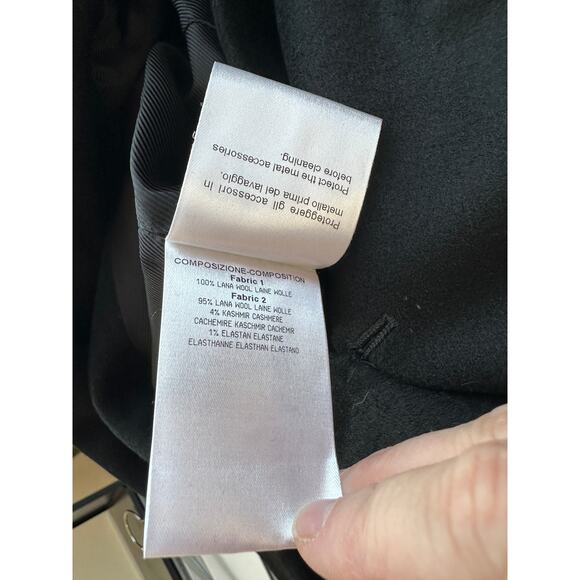 Proteggere gli accessori in
metallo prima del lavaggio.
Protect the metal accessories
before cleaning.
COMPOSIZIONE-COMPOSITION
Fabric 1
100% LANA WOOL LAINE WOLLE
Fabric 2
95% LANA WOOL LAINE WOLLE
4% KASHMIR CASHMERE
CACHEMIRE KASCHMIR CACHEMIR
1% ELASTAN ELASTANE
ELASTHANNE ELASTHAN ELASTANO